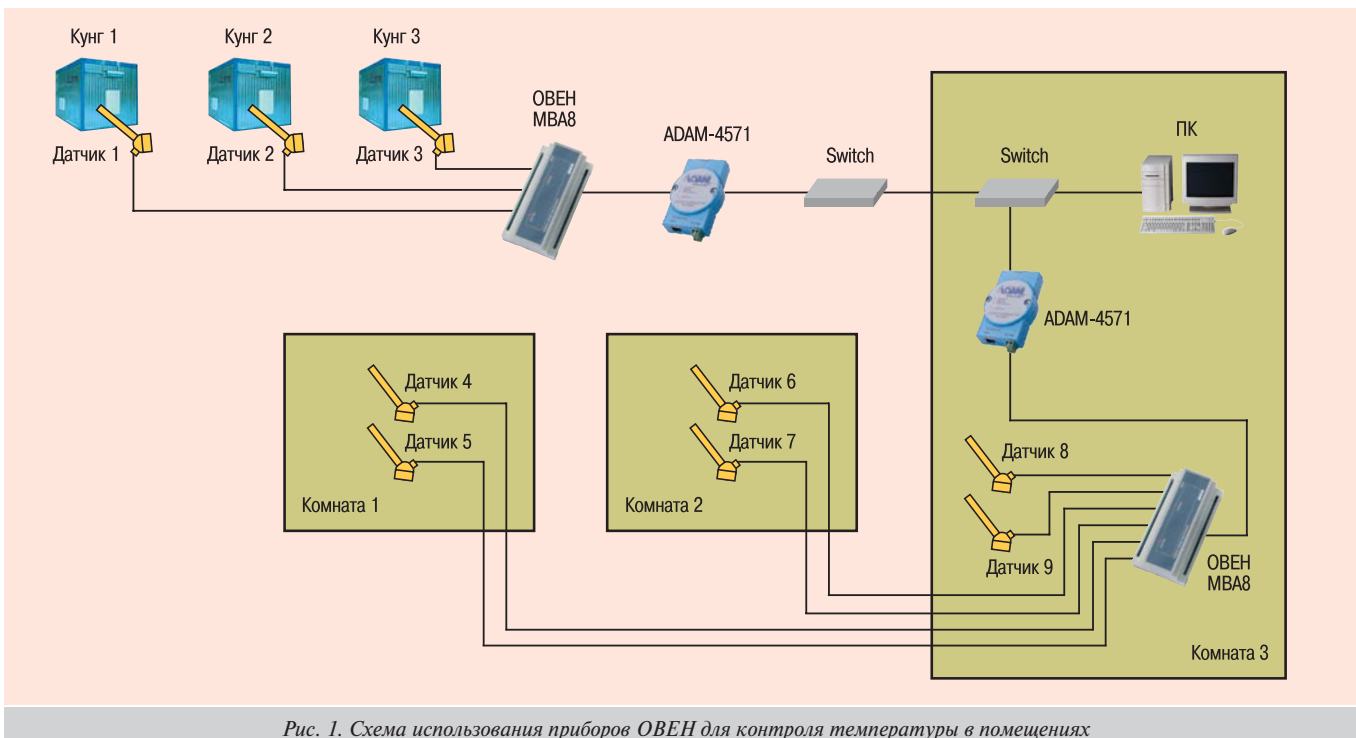 Кунг 1
Кунг 2
Кунг 3
Датчик 1
Датчик 2
Датчик 3
ОВЕН
МВА8
ADAM-4571
Switch
Switch
ПК
ADAM-4571
Датчик 4
Датчик 5
Комната 1
Датчик 6
Датчик 7
Комната 2
Датчик 8
Датчик 9
ОВЕН
МВА8
Комната 3
Рис. 1. Схема использования приборов ОВЕН для контроля температуры в помещениях